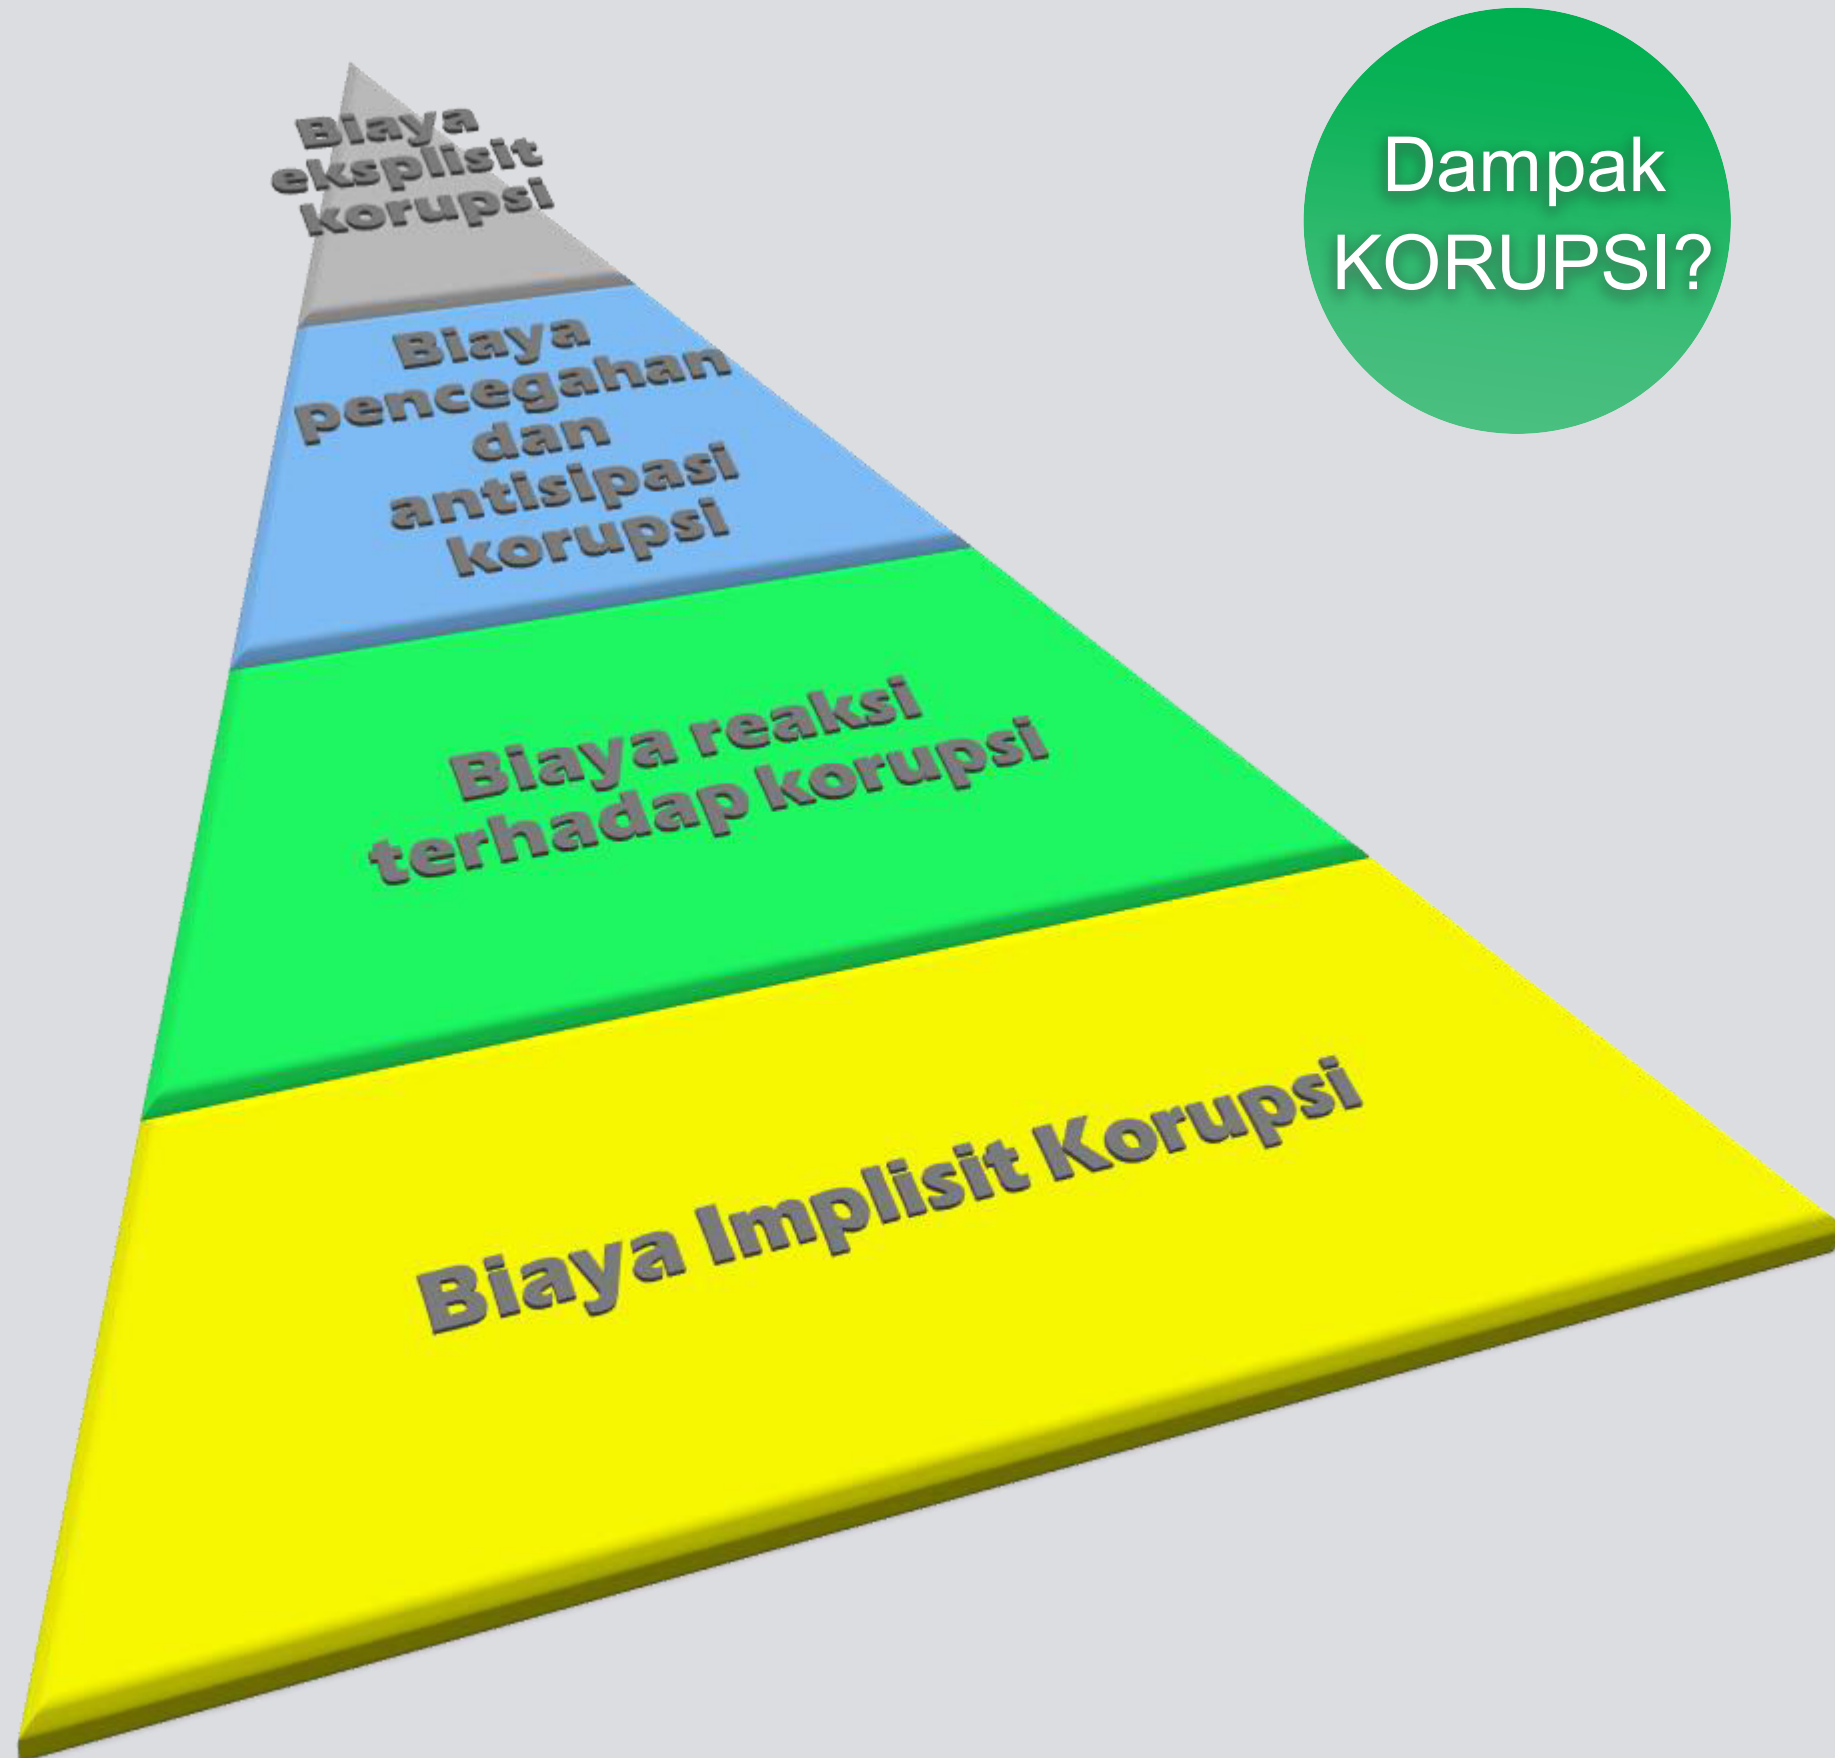 Biaya
eksplisit
korupsi
Dampak
KORUPSI?
Biaya
pencegahan
dan
antisipasi
korupsi
Biaya reaksi
terhadap korupsi
Biaya Implisit Korupsi